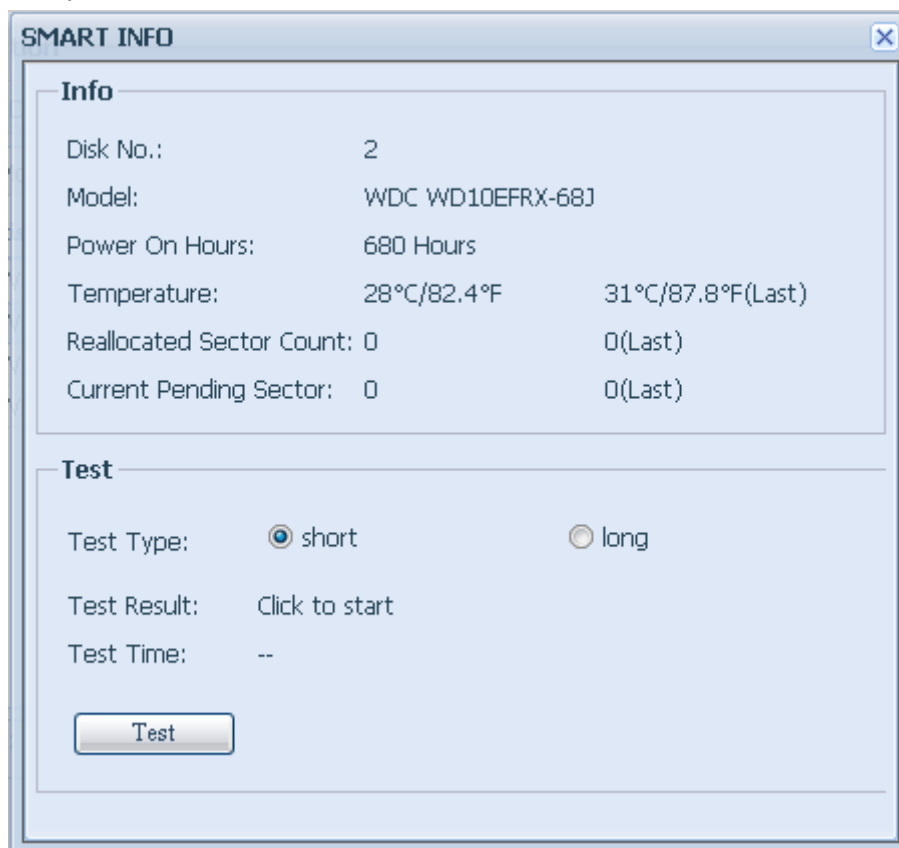 SMART INFO
Info
Disk No.: 2
Model: WDC WD10EFRX-68J
Power On Hours: 680 Hours
Temperature: 28°C/82.4°F 31°C/87.8°F(Last)
Reallocated Sector Count: 0 0(Last)
Current Pending Sector: 0 0(Last)
Test
Test Type: short long
Test Result: Click to start
Test Time: --
Test